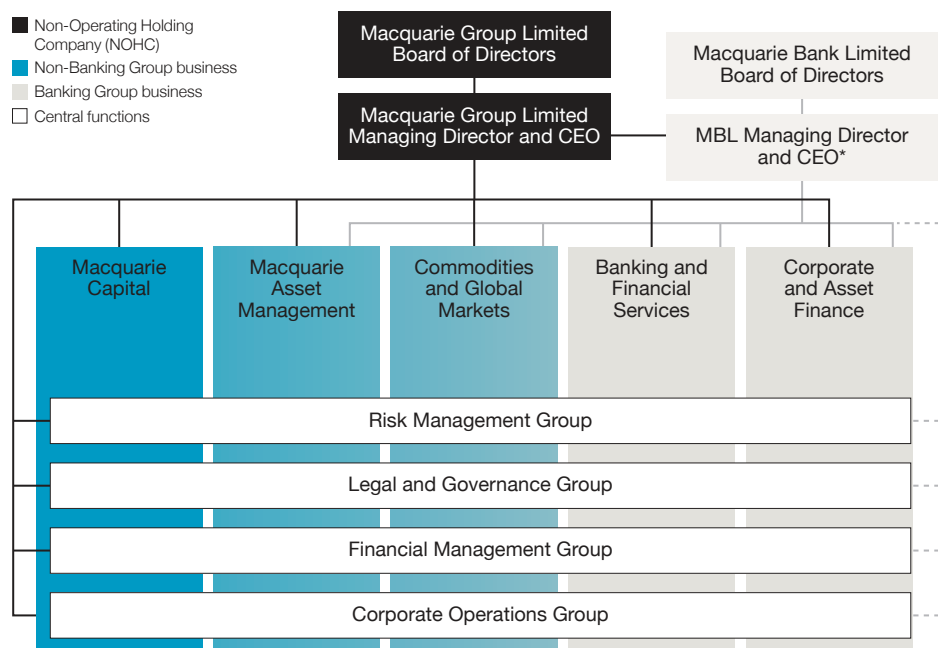 Non-Operating Holding
Company (NOHC)
Non-Banking Group business
Banking Group business
Central functions
Macquarie Group Limited
Board of Directors
Macquarie Bank Limited
Board of Directors
Macquarie Group Limited
Managing Director and CEO
MBL Managing Director
and CEO*
Macquarie
Capital
Macquarie
Asset
Management
Commodities
and Global
Markets
Banking and
Financial
Services
Corporate
and Asset
Finance
Risk Management Group
Legal and Governance Group
Financial Management Group
Corporate Operations Group